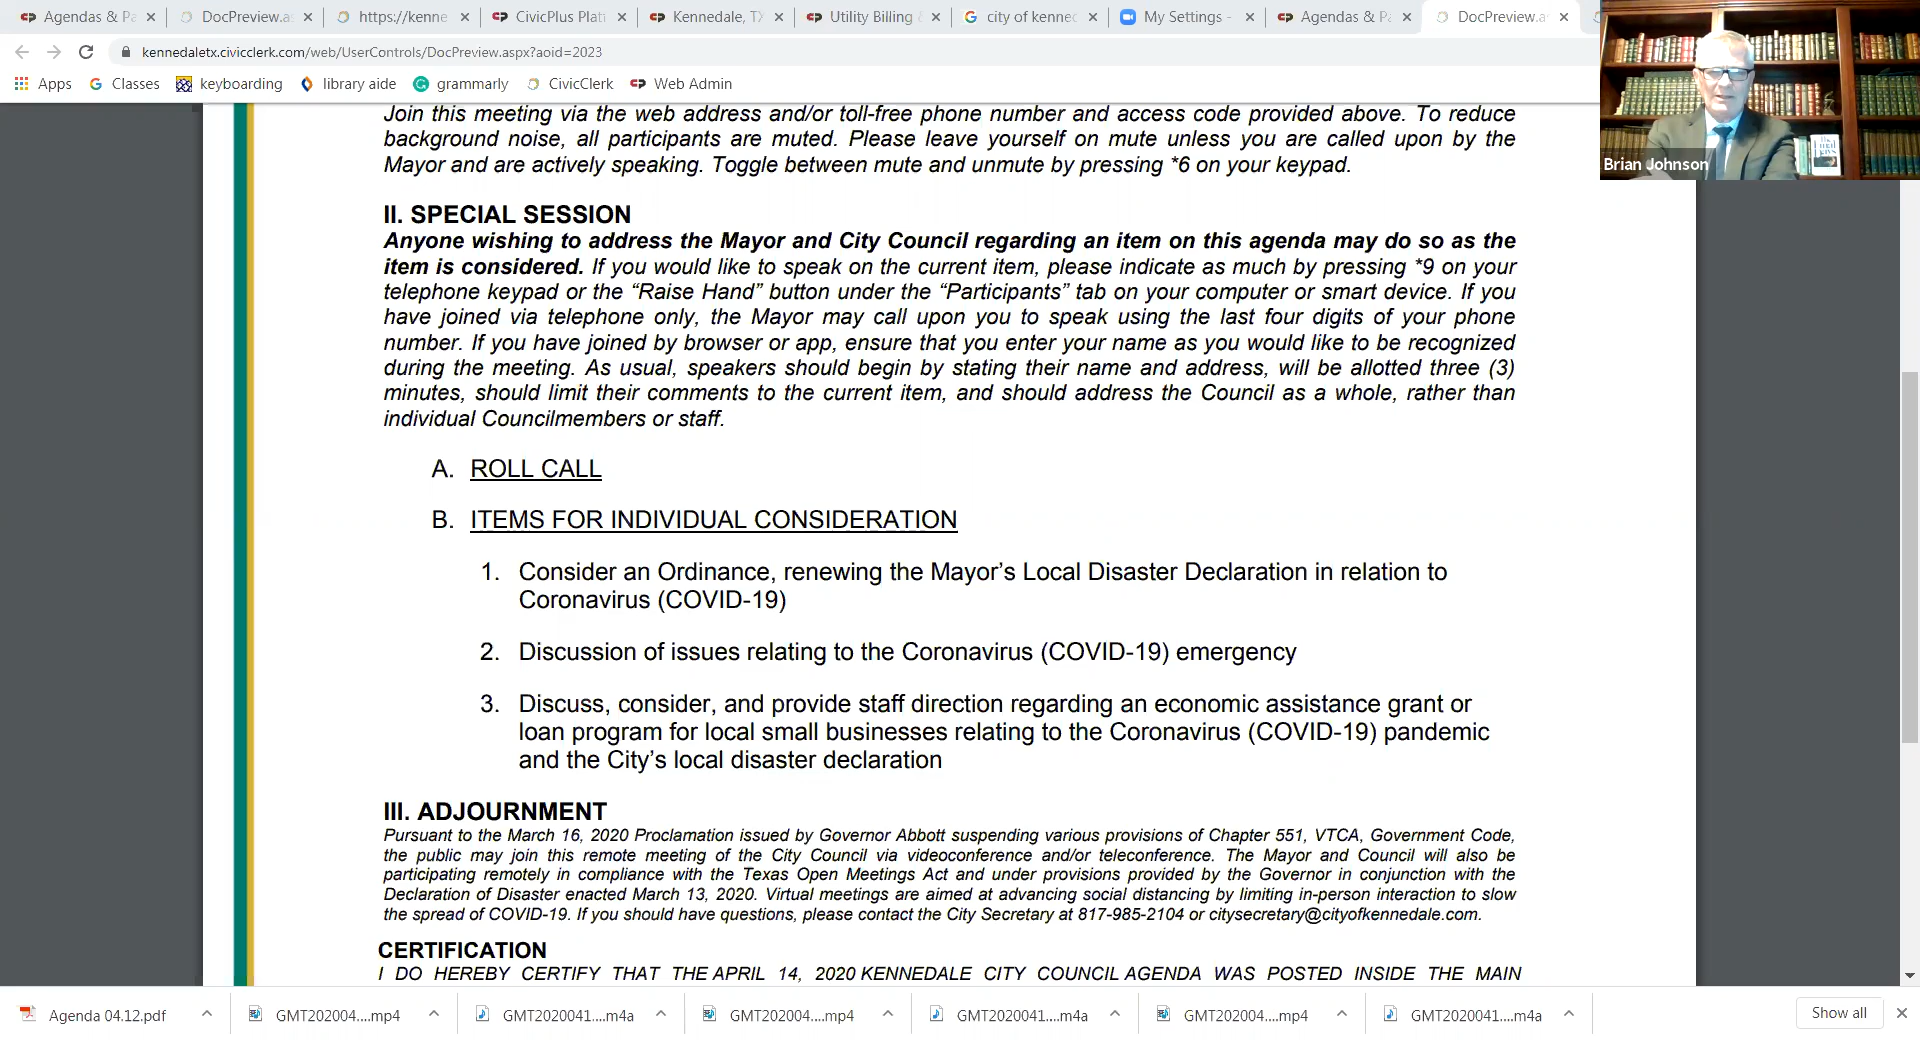 Agendas & Pa
DocPreview.as
https://kenne
CivicPlus Platf
Kennedale, TX
Utility Billing
city of kenned
My Settings -
Agendas & Pa
DocPreview.a
kennedaletx.civicclerk.com/web/UserControls/DocPreview.aspx?aoid=2023
Apps
Classes
keyboarding
library aide
grammarly
CivicClerk
Web Admin
Brian Johnson
Join this meeting via the web address and/or toll-free phone number and access code provided above. To reduce
background noise, all participants are muted. Please leave yourself on mute unless you are called upon by the
Mayor and are actively speaking. Toggle between mute and unmute by pressing *6 on your keypad.
II. SPECIAL SESSION
Anyone wishing to address the Mayor and City Council regarding an item on this agenda may do so as the
item is considered. If you would like to speak on the current item, please indicate as much by pressing *9 on your
telephone keypad or the “Raise Hand” button under the “Participants” tab on your computer or smart device. If you
have joined via telephone only, the Mayor may call upon you to speak using the last four digits of your phone
number. If you have joined by browser or app, ensure that you enter your name as you would like to be recognized
during the meeting. As usual, speakers should begin by stating their name and address, will be allotted three (3)
minutes, should limit their comments to the current item, and should address the Council as a whole, rather than
individual Councilmembers or staff.
A. ROLL CALL
B. ITEMS FOR INDIVIDUAL CONSIDERATION
1. Consider an Ordinance, renewing the Mayor’s Local Disaster Declaration in relation to
Coronavirus (COVID-19)
2. Discussion of issues relating to the Coronavirus (COVID-19) emergency
3. Discuss, consider, and provide staff direction regarding an economic assistance grant or
loan program for local small businesses relating to the Coronavirus (COVID-19) pandemic
and the City’s local disaster declaration
III. ADJOURNMENT
Pursuant to the March 16, 2020 Proclamation issued by Governor Abbott suspending various provisions of Chapter 551, VTCA, Government Code,
the public may join this remote meeting of the City Council via videoconference and/or teleconference. The Mayor and Council will also be
participating remotely in compliance with the Texas Open Meetings Act and under provisions provided by the Governor in conjunction with the
Declaration of Disaster enacted March 13, 2020. Virtual meetings are aimed at advancing social distancing by limiting in-person interaction to slow
the spread of COVID-19. If you should have questions, please contact the City Secretary at 817-985-2104 or citysecretary@cityofkennedale.com.
CERTIFICATION
I DO HEREBY CERTIFY THAT THE APRIL 14, 2020 KENNEDALE CITY COUNCIL AGENDA WAS POSTED INSIDE THE MAIN
Agenda 04.12.pdf
GMT202004....mp4
GMT2020041....m4a
GMT202004....mp4
GMT2020041....m4a
GMT202004....mp4
GMT2020041....m4a
Show all